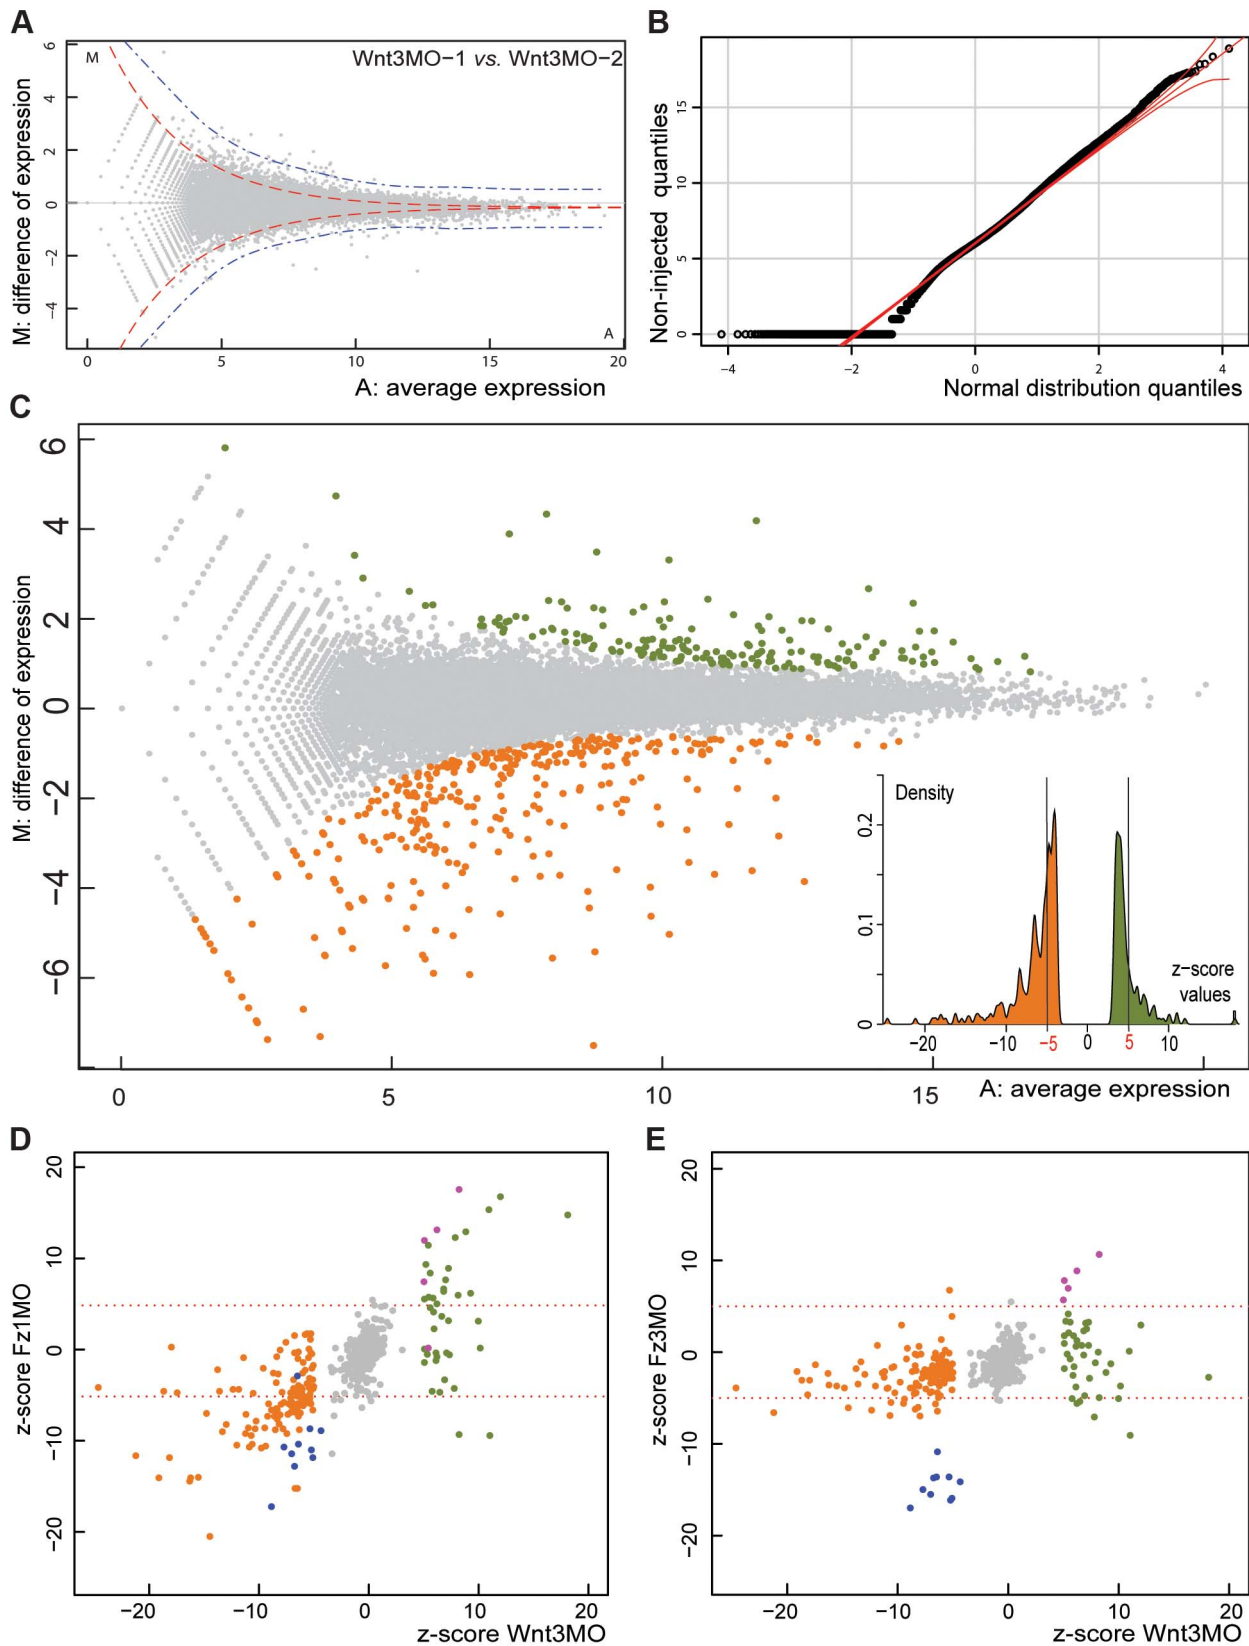 A
M
Wnt3MO−1 vs. Wnt3MO−2
6
4
2
0
−2
−4
M: difference of expression
A
0 5 10 15 20
A: average expression
B
Non-injected quantiles
15
10
5
0
−4 −2 0 2 4
Normal distribution quantiles
C
M: difference of expression
6
4
2
0
−2
−4
−6
Density
0.2
0.1
0
z−score
values
−20 −10 −5 0 5 10
0 5 10 15
A: average expression
D
z-score Fz1MO
20
10
0
−10
−20
−20 −10 0 10 20
z-score Wnt3MO
E
z-score Fz3MO
20
10
0
−10
−20
−20 −10 0 10 20
z-score Wnt3MO